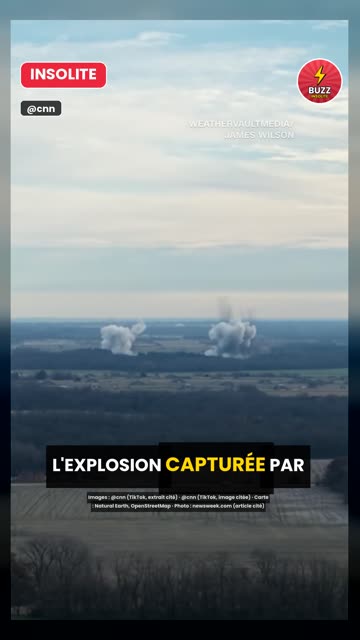 INSOLITE
BUZZ
INSOLITE
@cnn
WEATHERVAULTMEDIA/
JAMES WILSON
L'EXPLOSION CAPTURÉE PAR
Images : @cnn (TikTok, extrait cité) · @cnn (TikTok, image citée) · Carte
: Natural Earth, OpenStreetMap · Photo : newsweek.com (article cité)